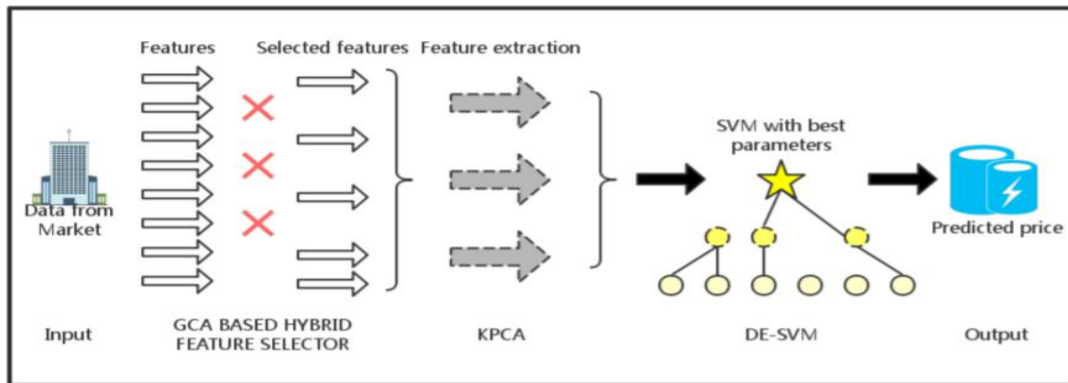 Features
Selected features
Feature extraction
SVM with best
parameters
Data from
Market
Predicted price
Input
GCA BASED HYBRID
FEATURE SELECTOR
KPCA
DE-SVM
Output